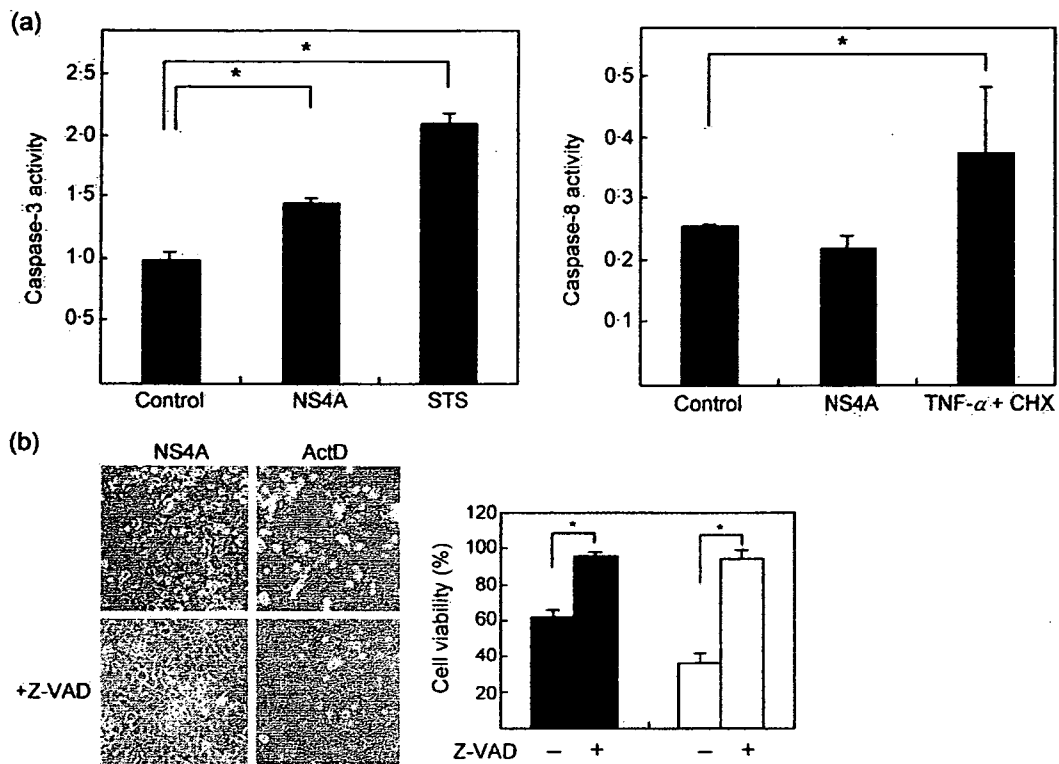 (a)
*
*
2·5
2·0
1·5
1·0
0·5
Caspase-3 activity
Control NS4A STS
*
0·5
0·4
0·3
0·2
0·1
Caspase-8 activity
Control NS4A TNF-α + CHX
(b)
NS4A ActD
+Z-VAD
120
100
80
60
40
20
Cell viability (%)
* *
Z-VAD – + – +